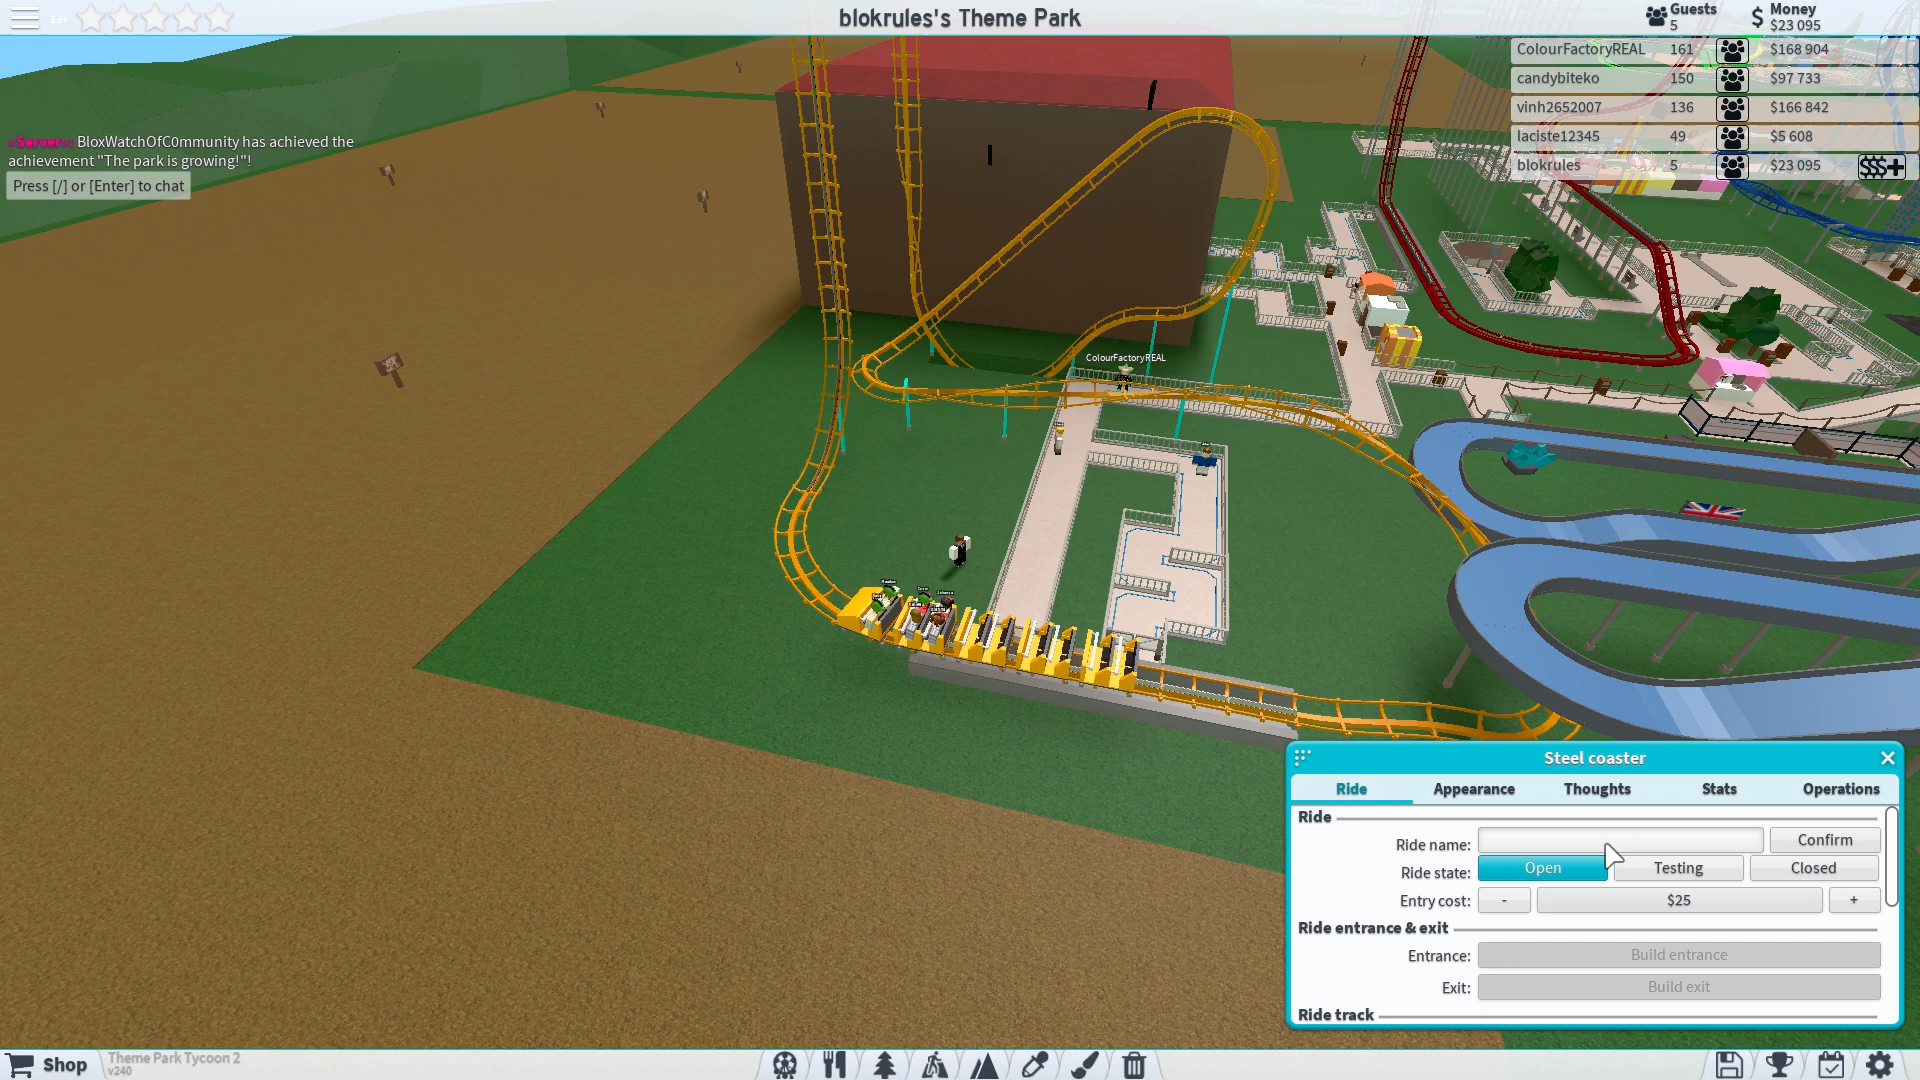 13+
blokrules's Theme Park
Guests
5
Money
$23 095
ColourFactoryREAL 161 $168 904
candybiteko 150 $97 733
vinh2652007 136 $166 842
laciste12345 49 $5 608
blokrules 5 $23 095 $$$+
«Server»: BloxWatchOfC0mmunity has achieved the
achievement "The park is growing!"!
Press [/] or [Enter] to chat
ColourFactoryREAL
Steel coaster
Ride Appearance Thoughts Stats Operations
Ride
Ride name: Confirm
Ride state: Open Testing Closed
Entry cost: - $25 +
Ride entrance & exit
Entrance: Build entrance
Exit: Build exit
Ride track
Shop
Theme Park Tycoon 2
v240